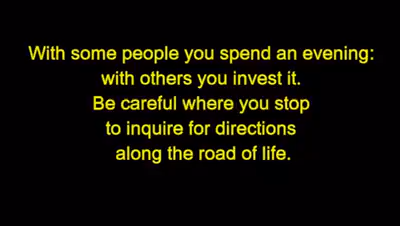 With some people you spend an evening:
with others you invest it.
Be careful where you stop
to inquire for directions
along the road of life.